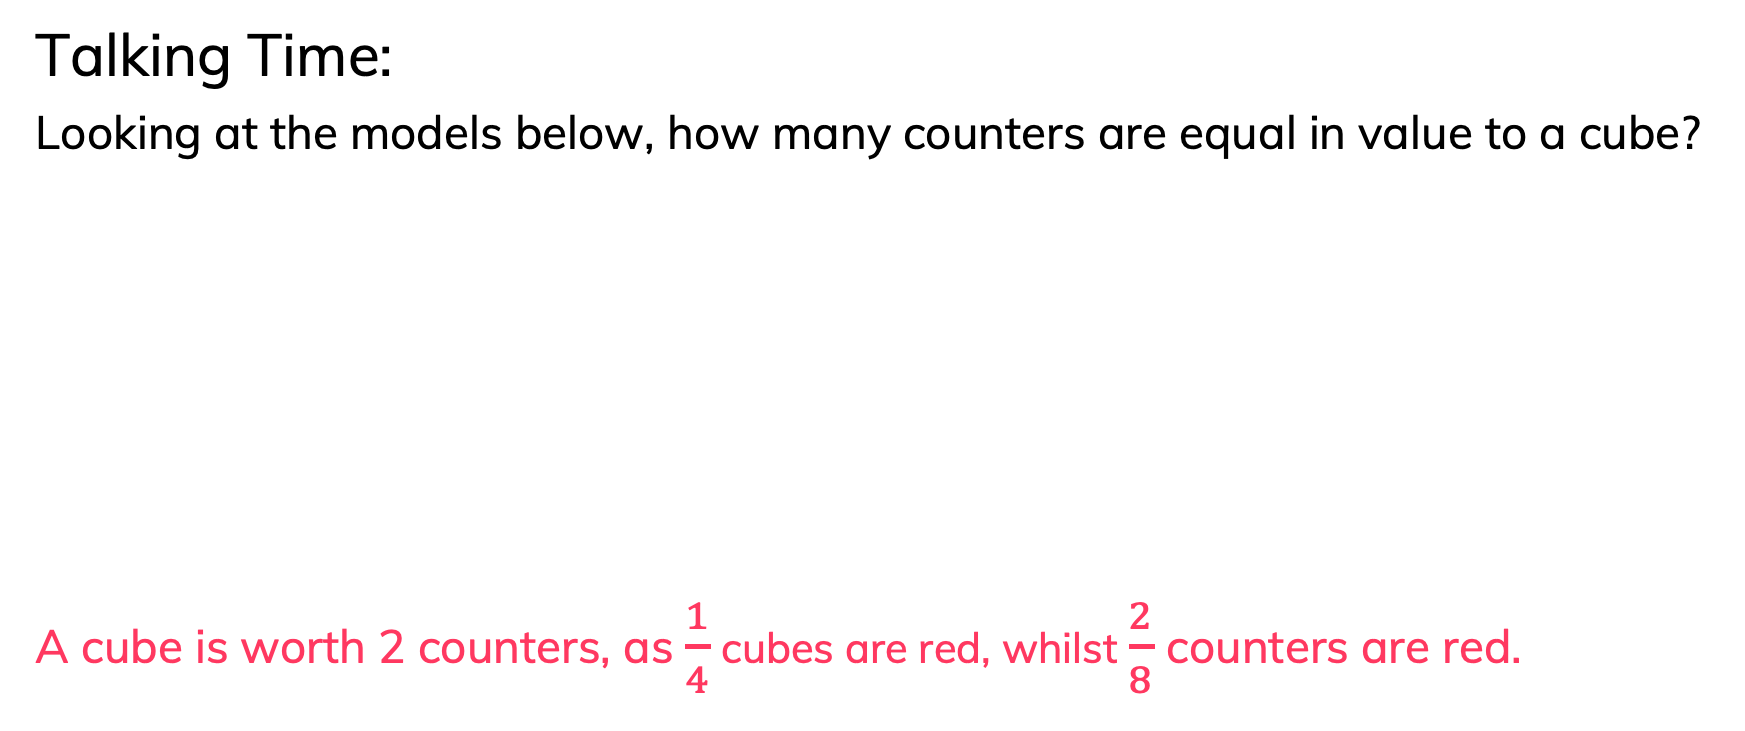 Talking Time:
Looking at the models below, how many counters are equal in value to a cube?
A cube is worth 2 counters, as 1/4 cubes are red, whilst 2/8 counters are red.